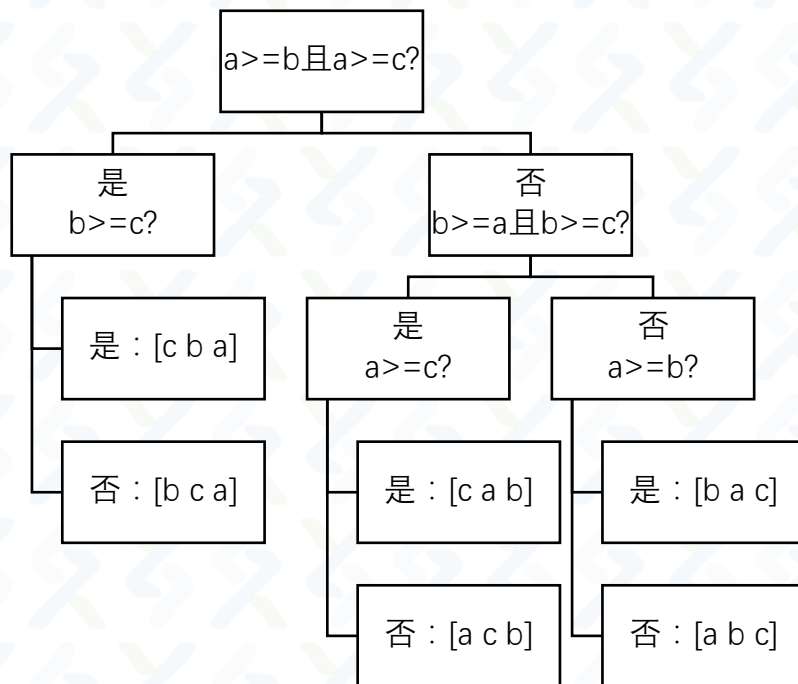 a>=b且a>=c?
是
b>=c?
否
b>=a且b>=c?
是：[c b a]
否：[b c a]
是
a>=c?
否
a>=b?
是：[c a b]
否：[a c b]
是：[b a c]
否：[a b c]